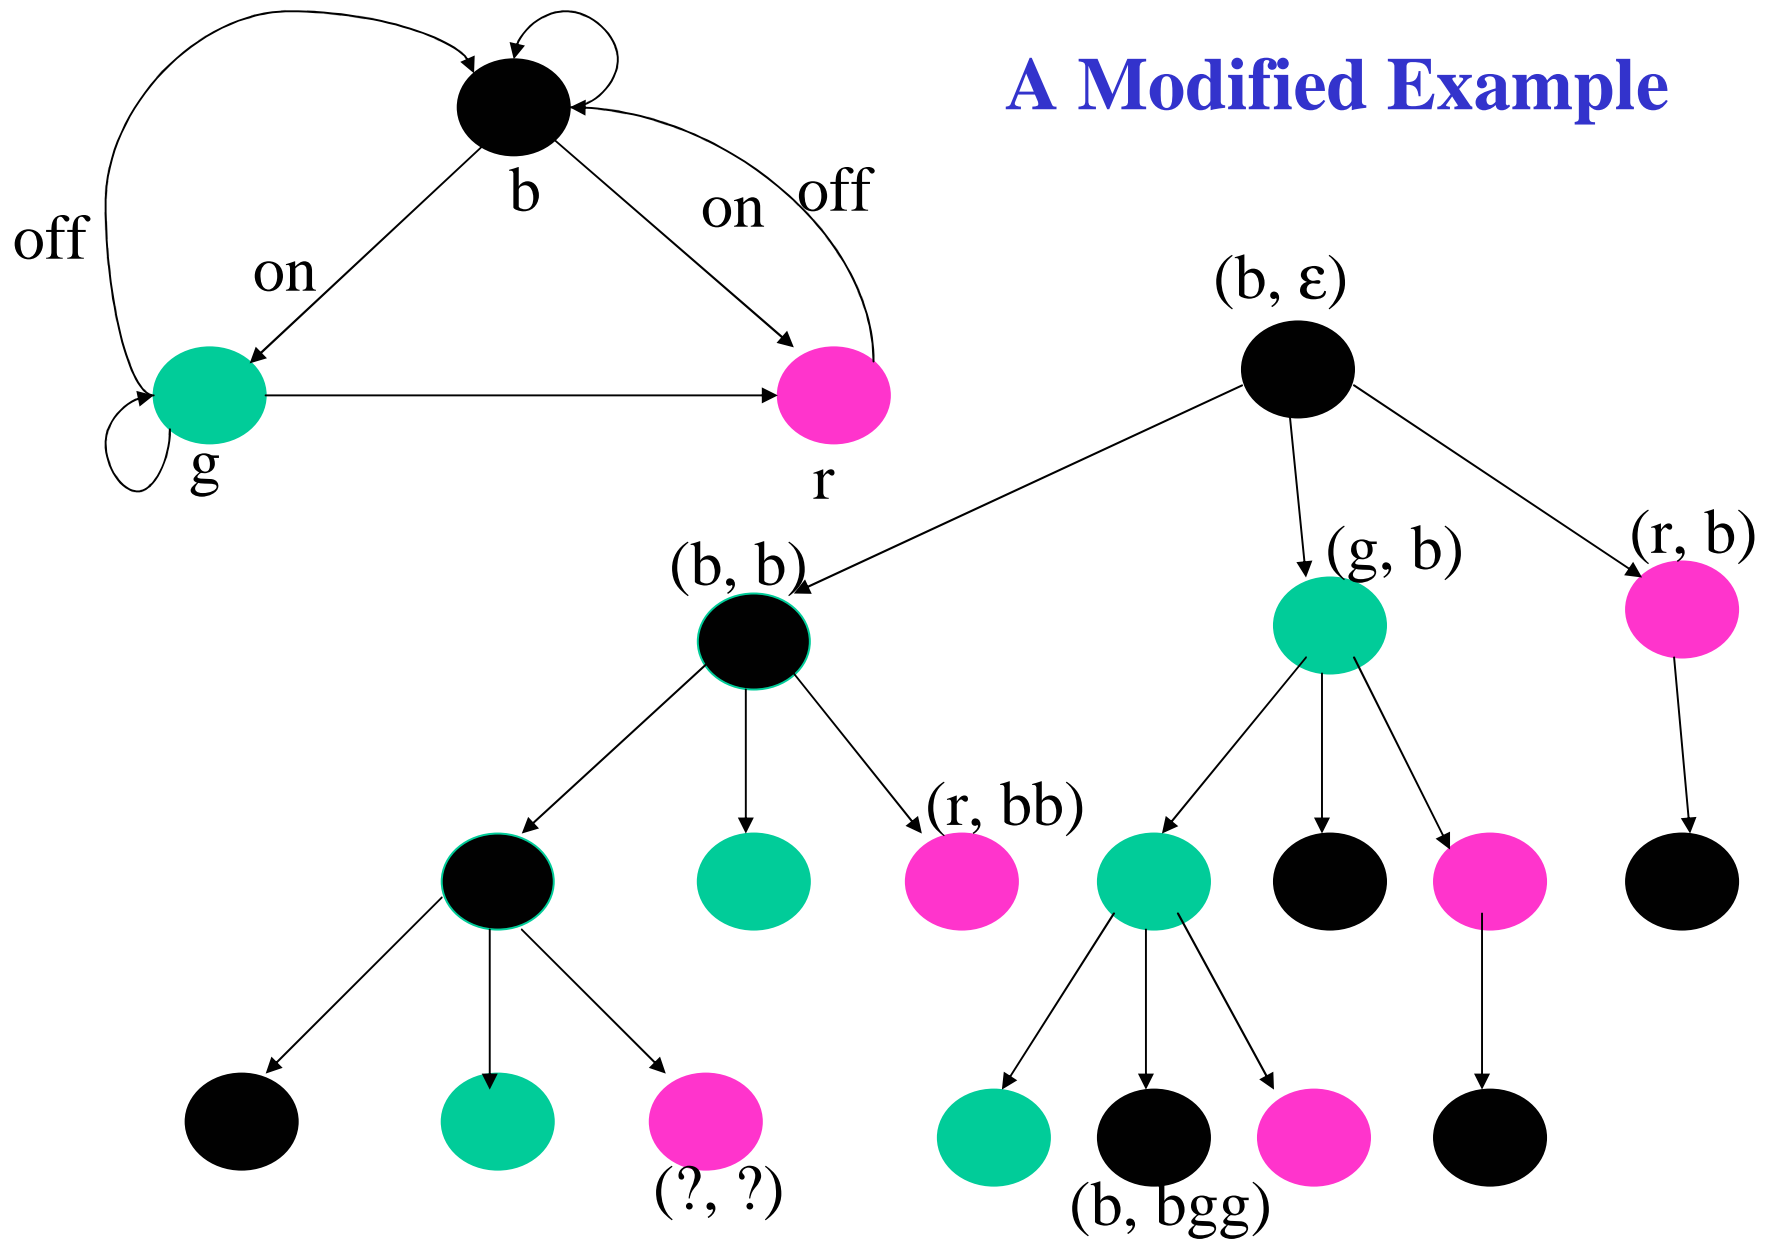 A Modified Example
b
off
on
off
on
(b, ε)
g
r
(r, b)
(g, b)
(b, b)
(r, bb)
(?, ?)
(b, bgg)